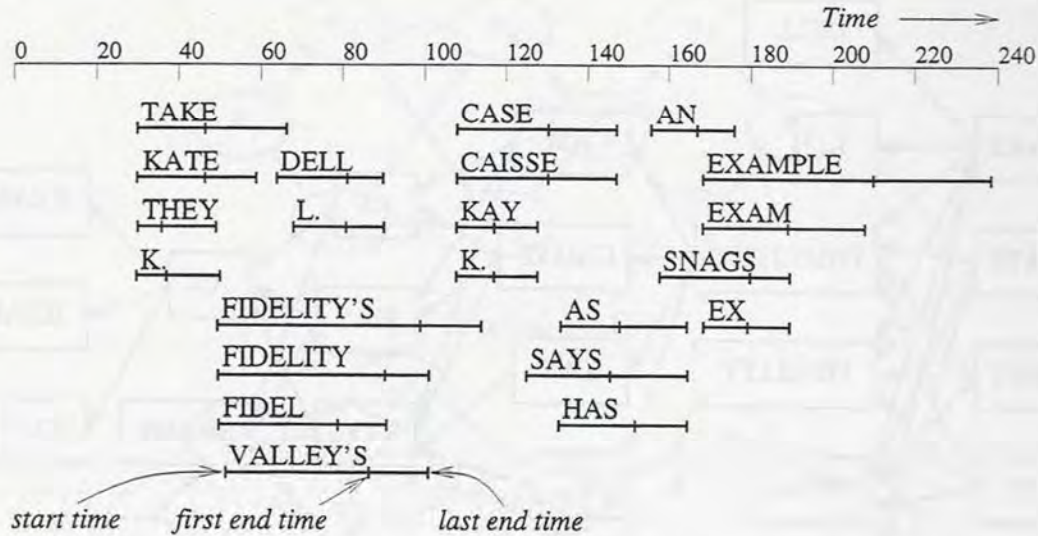 Time
0 20 40 60 80 100 120 140 160 180 200 220 240
TAKE CASE AN
KATE DELL CAISSE EXAMPLE
THEY L. KAY EXAM
K. K. SNAGS
FIDELITY'S AS EX
FIDELITY SAYS
FIDEL HAS
VALLEY'S
start time first end time last end time